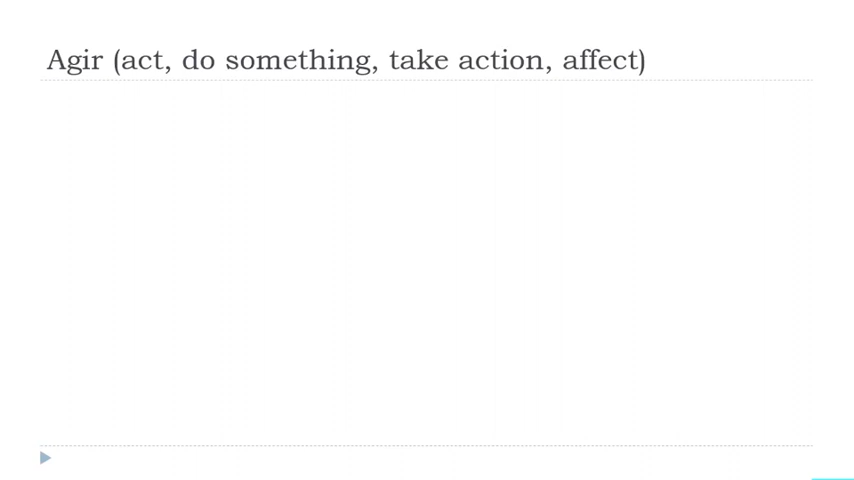 Agir (act, do something, take action, affect)